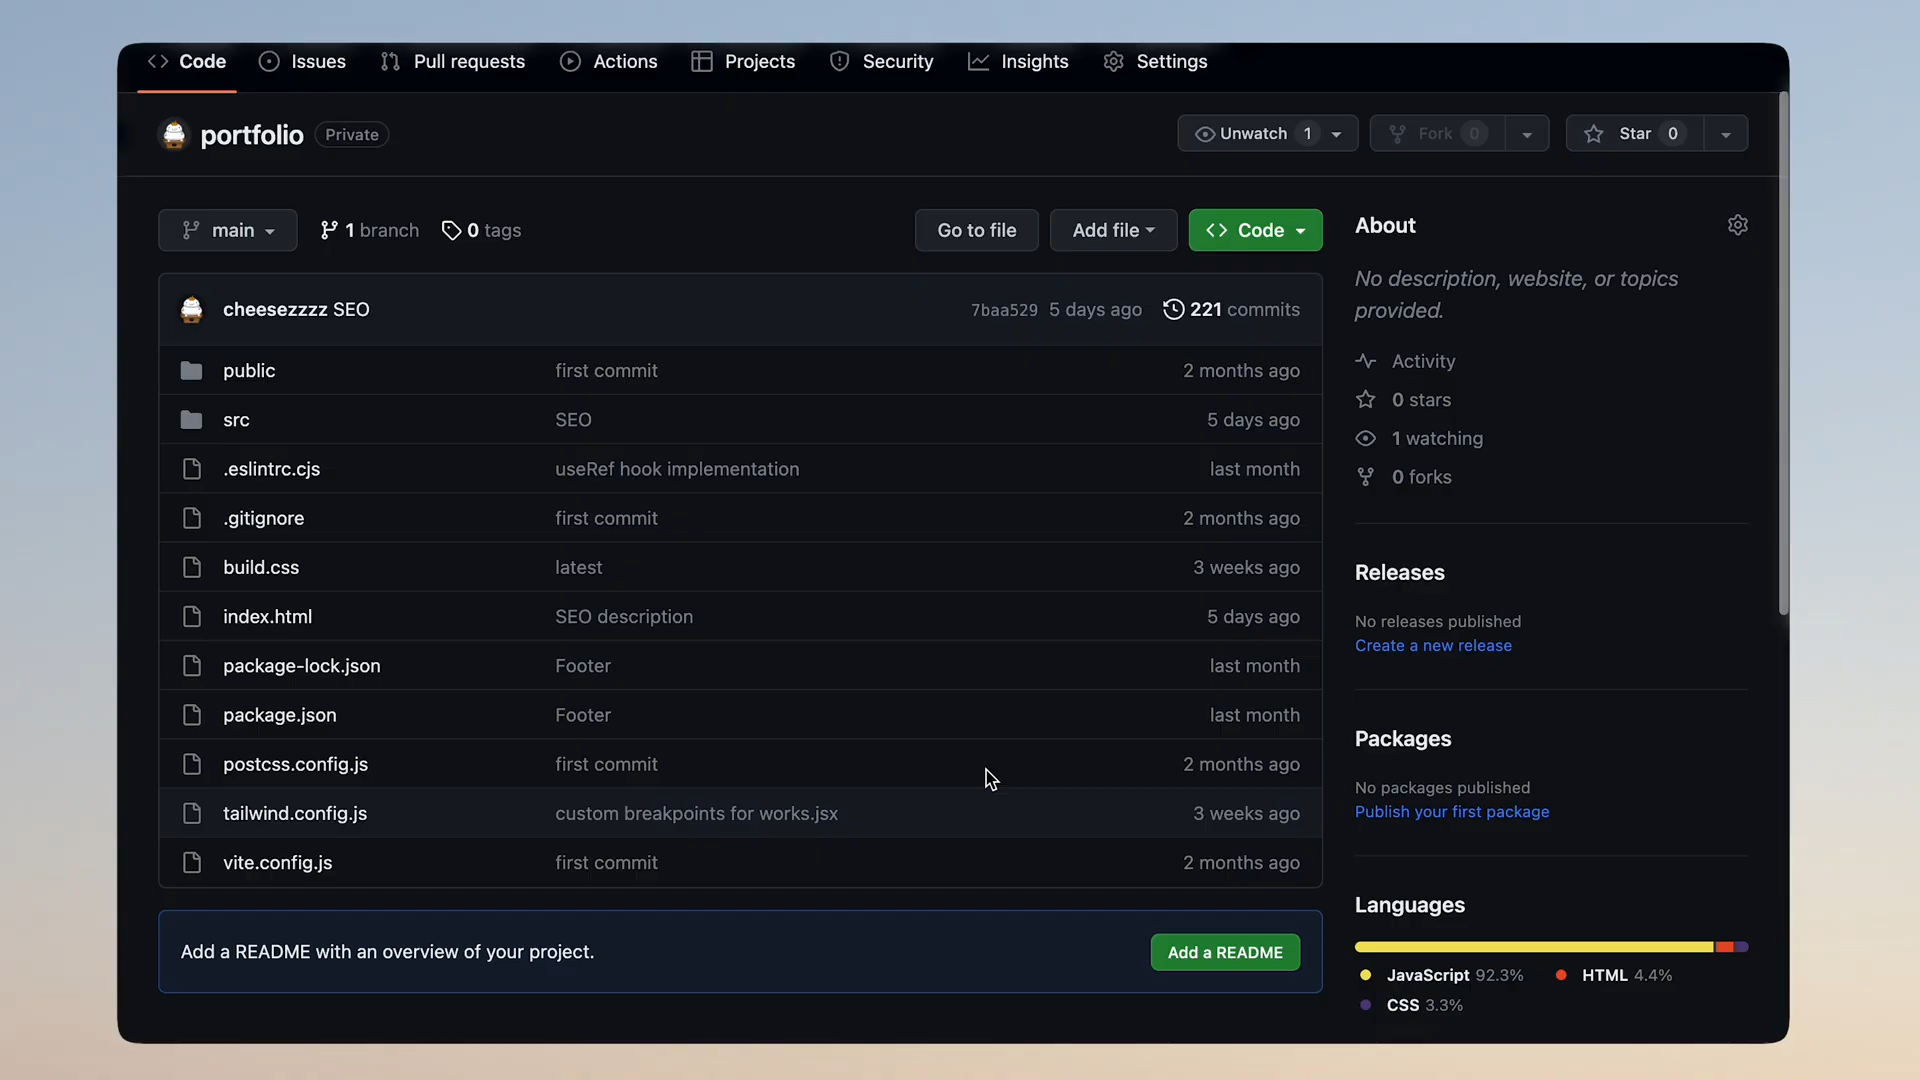 Code Issues Pull requests Actions Projects Security Insights Settings
portfolio Private Unwatch 1 Fork 0 Star 0
main 1 branch 0 tags Go to file Add file Code
cheesezzzz SEO 7baa529 5 days ago 221 commits
public first commit 2 months ago
src SEO 5 days ago
.eslintrc.cjs useRef hook implementation last month
.gitignore first commit 2 months ago
build.css latest 3 weeks ago
index.html SEO description 5 days ago
package-lock.json Footer last month
package.json Footer last month
postcss.config.js first commit 2 months ago
tailwind.config.js custom breakpoints for works.jsx 3 weeks ago
vite.config.js first commit 2 months ago
Add a README with an overview of your project. Add a README
About
No description, website, or topics
provided.
Activity
0 stars
1 watching
0 forks
Releases
No releases published
Create a new release
Packages
No packages published
Publish your first package
Languages
JavaScript 92.3% HTML 4.4%
CSS 3.3%